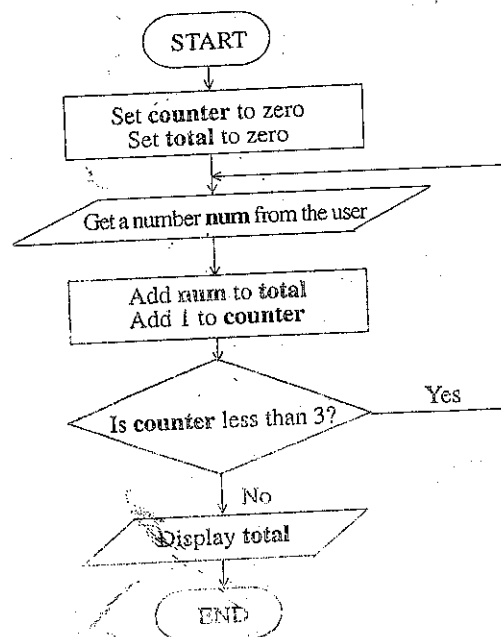 START
Set counter to zero
Set total to zero
Get a number num from the user
Add num to total
Add 1 to counter
Is counter less than 3?
Yes
No
Display total
END